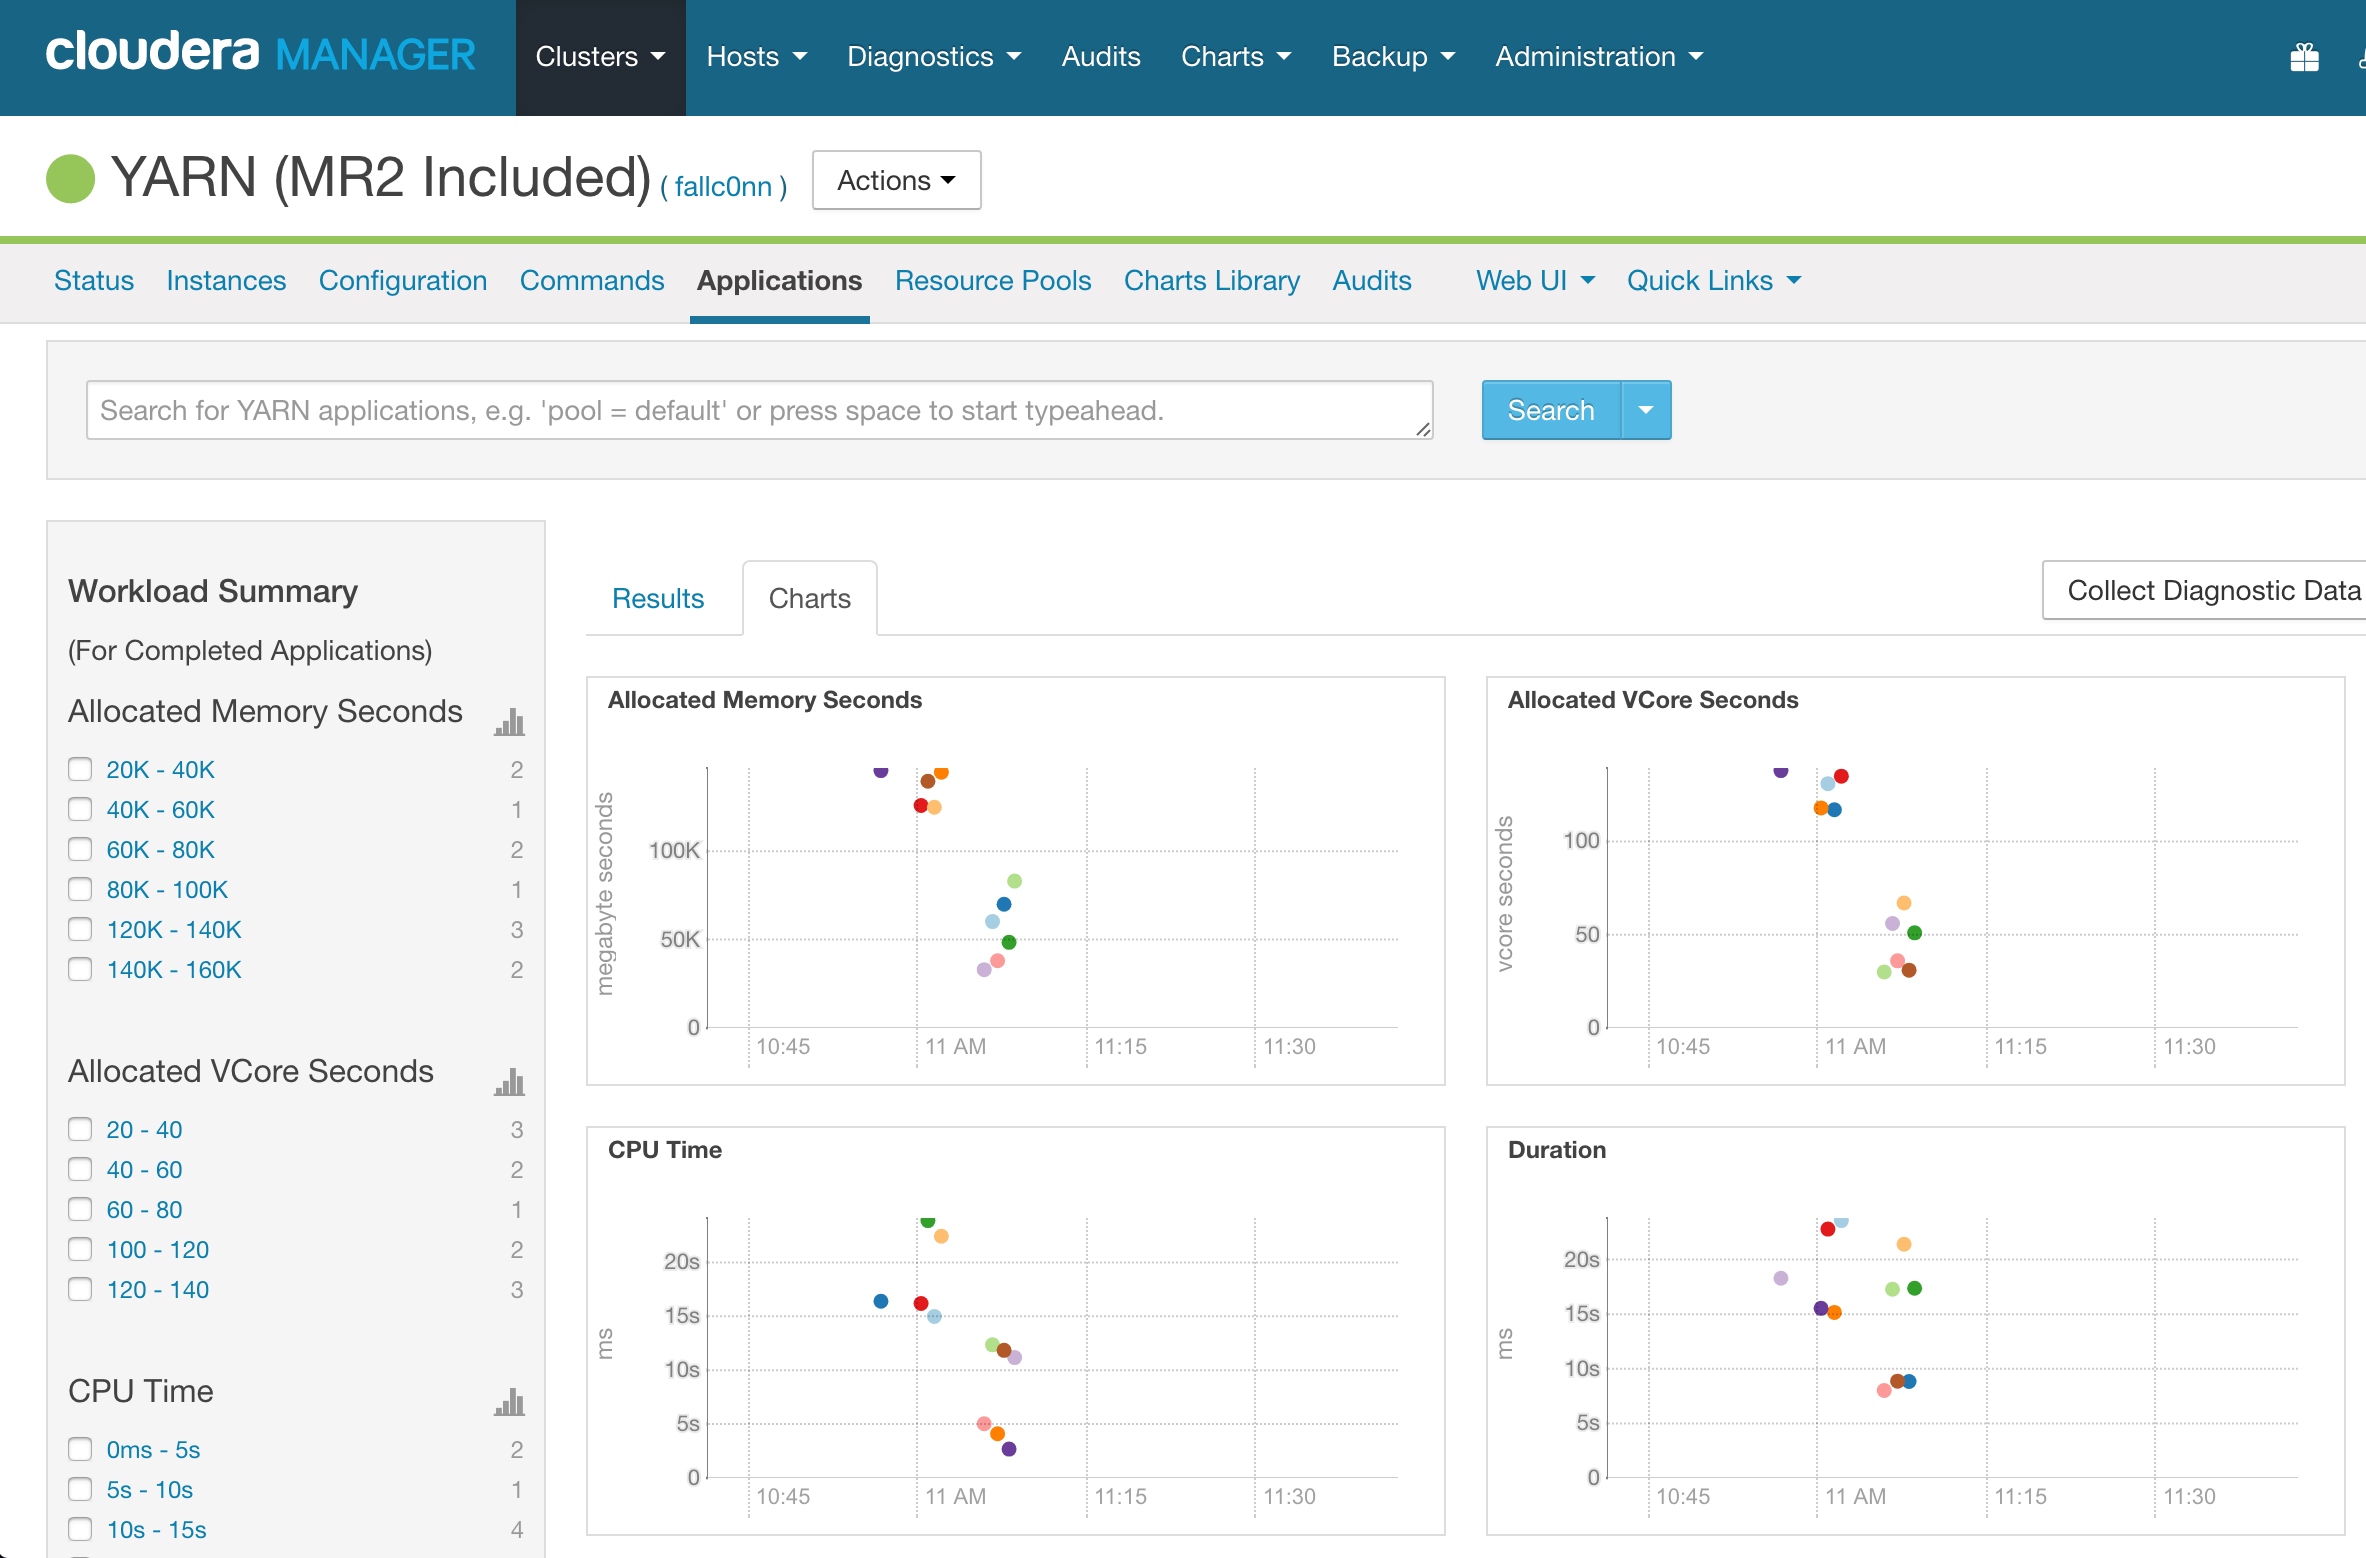 cloudera MANAGER Clusters Hosts Diagnostics Audits Charts Backup Administration
YARN (MR2 Included) ( fallc0nn ) Actions
Status Instances Configuration Commands Applications Resource Pools Charts Library Audits Web UI Quick Links
Search for YARN applications, e.g. 'pool = default' or press space to start typeahead. Search
Workload Summary
(For Completed Applications)
Allocated Memory Seconds
20K - 40K 2
40K - 60K 1
60K - 80K 2
80K - 100K 1
120K - 140K 3
140K - 160K 2
Allocated VCore Seconds
20 - 40 3
40 - 60 2
60 - 80 1
100 - 120 2
120 - 140 3
CPU Time
0ms - 5s 2
5s - 10s 1
10s - 15s 4
Results Charts Collect Diagnostic Data
Allocated Memory Seconds
megabyte seconds
100K
50K
0
10:45 11 AM 11:15 11:30
Allocated VCore Seconds
vcore seconds
100
50
0
10:45 11 AM 11:15 11:30
CPU Time
ms
20s
15s
10s
5s
0
10:45 11 AM 11:15 11:30
Duration
ms
20s
15s
10s
5s
0
10:45 11 AM 11:15 11:30